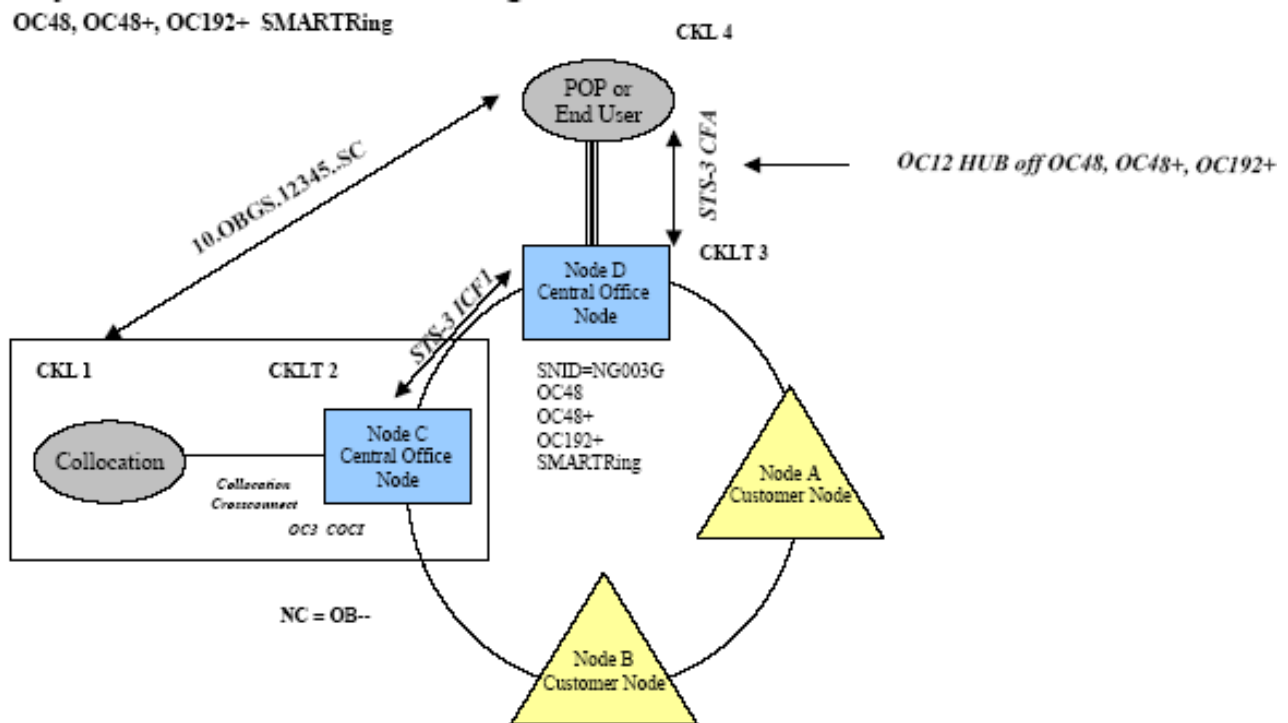 OC48, OC48+, OC192+ SMARTRing
CKL 4
POP or
End User
STS-3 CFA
OC12 HUB off OC48, OC48+, OC192+
10.OBGS.12345..SC
CKLT 3
Node D
Central Office
Node
STS-3 ICF1
CKL 1
CKLT 2
SNID=NG003G
OC48
OC48+
OC192+
SMARTRing
Node C
Central Office
Node
Collocation
Collocation
Crossconnect
OC3 COCI
Node A
Customer Node
NC = OB--
Node B
Customer Node